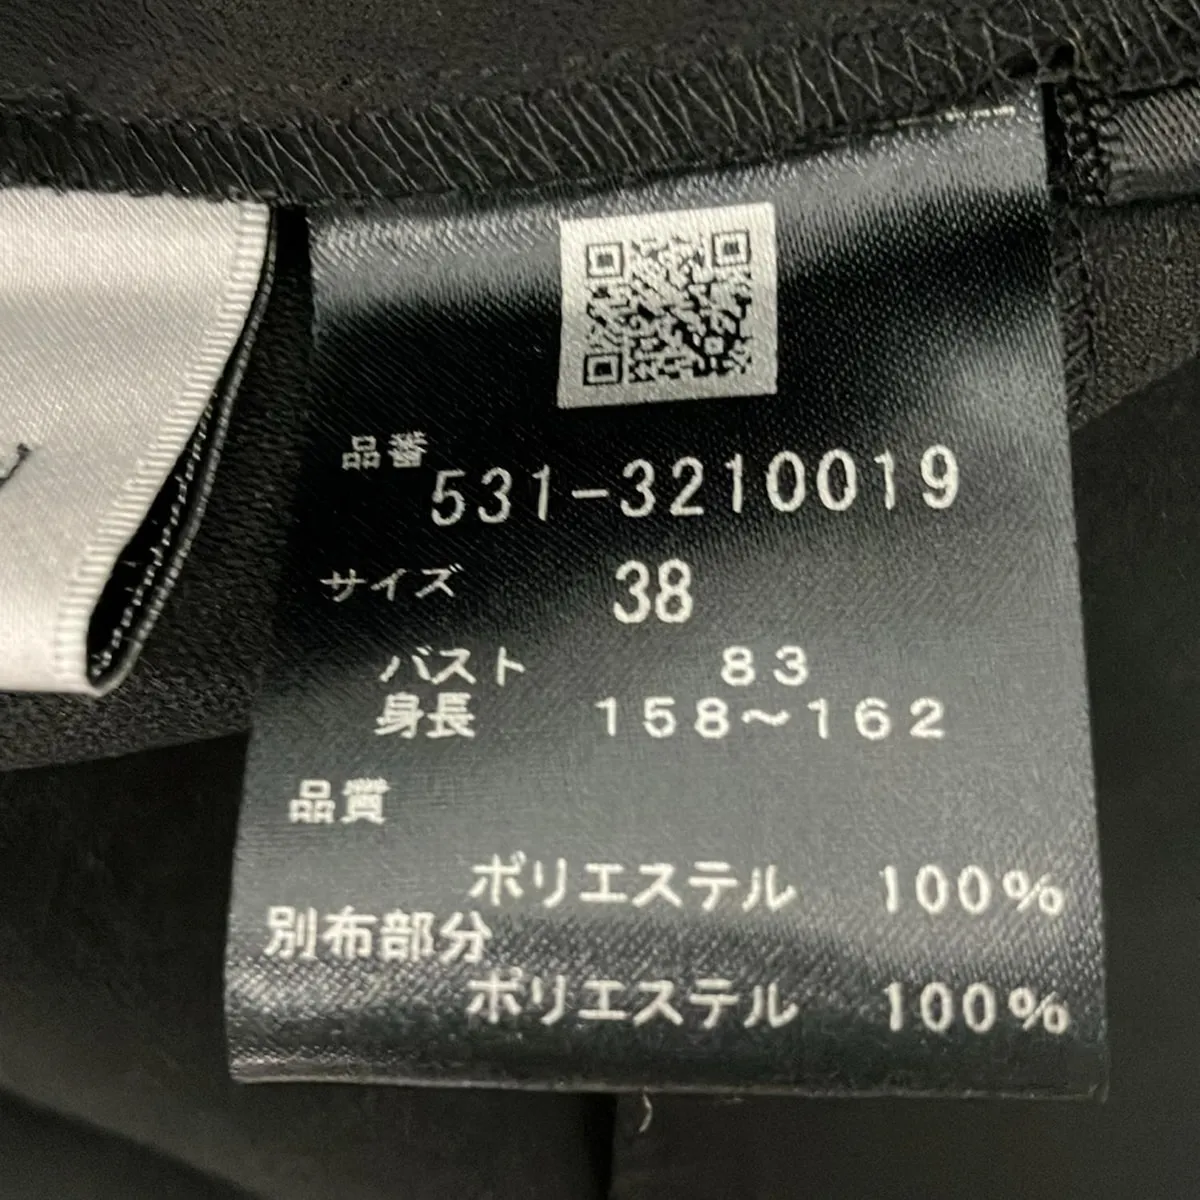 品番
531-3210019
サイズ 38
バスト 83
身長 158〜162
品質
ポリエステル 100%
別布部分
ポリエステル 100%